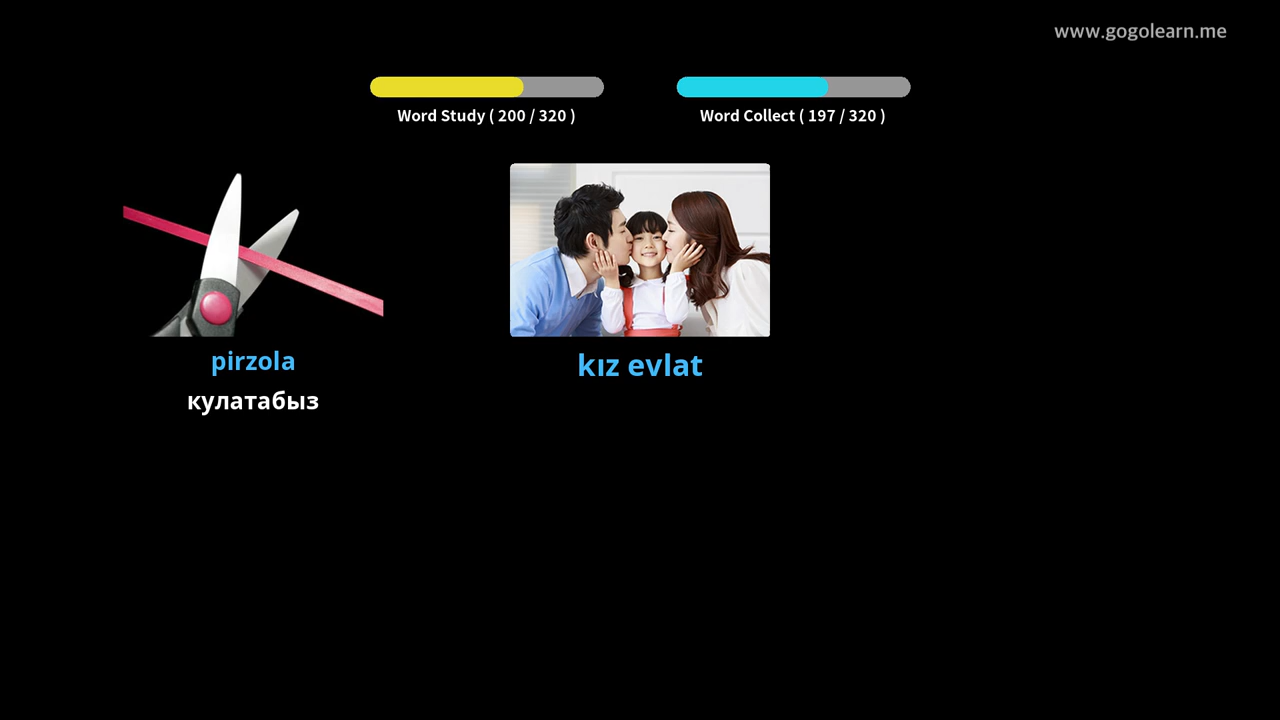 www.gogolearn.me
Word Study ( 200 / 320 )
Word Collect ( 197 / 320 )
pirzola
кулатабыз
kız evlat